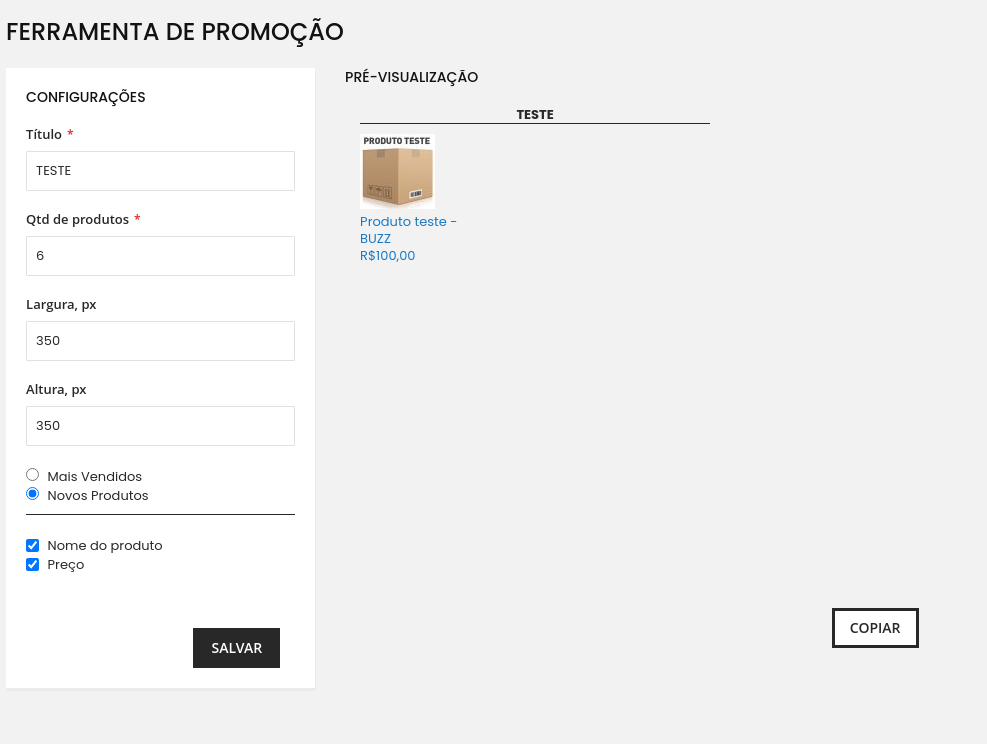 FERRAMENTA DE PROMOÇÃO
CONFIGURAÇÕES
Título *
TESTE
Qtd de produtos *
6
Largura, px
350
Altura, px
350
Mais Vendidos
Novos Produtos
Nome do produto
Preço
SALVAR
PRÉ-VISUALIZAÇÃO
TESTE
PRODUTO TESTE
Produto teste -
BUZZ
R$100,00
COPIAR